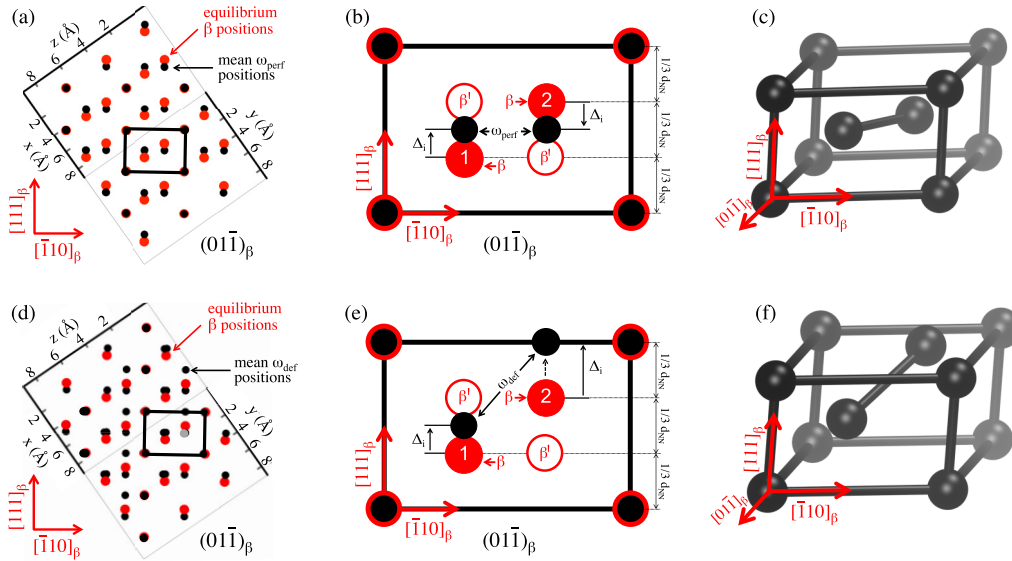 (a)
equilibrium
β positions
mean ω_perf
positions
z (Å)
2
4
6
8
y (Å)
2
4
6
8
x (Å)
2
4
6
8
[111]_β
[1̄10]_β
(011̄)_β
(b)
β^I
β
2
Δ_i
ω_perf
Δ_i
1
β
β^I
[111]_β
[1̄10]_β
(011̄)_β
1/3 d_NN
1/3 d_NN
1/3 d_NN
(c)
[111]_β
[011̄]_β
[1̄10]_β
(d)
equilibrium
β positions
mean ω_def
positions
z (Å)
2
4
6
8
y (Å)
2
4
6
8
x (Å)
2
4
6
8
[111]_β
[1̄10]_β
(011̄)_β
(e)
ω_def
Δ_i
β^I
β
2
Δ_i
1
β
β^I
[111]_β
[1̄10]_β
(011̄)_β
1/3 d_NN
1/3 d_NN
1/3 d_NN
(f)
[111]_β
[011̄]_β
[1̄10]_β